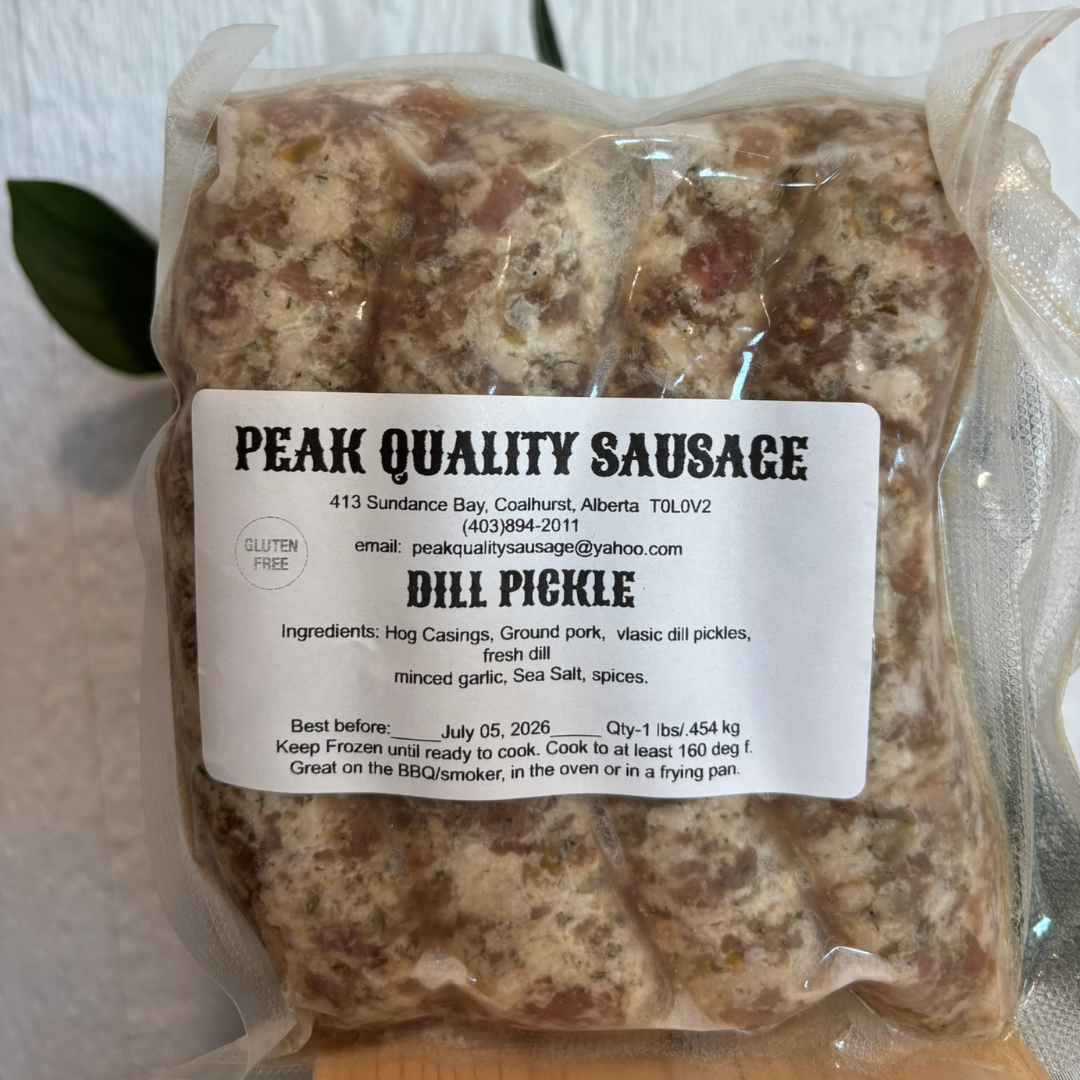 PEAK QUALITY SAUSAGE
413 Sundance Bay, Coalhurst, Alberta T0L0V2
(403)894-2011
email: peakqualitysausage@yahoo.com
GLUTEN
FREE
DILL PICKLE
Ingredients: Hog Casings, Ground pork, vlasic dill pickles,
fresh dill
minced garlic, Sea Salt, spices.
Best before:_____July 05, 2026_____ Qty-1 lbs/.454 kg
Keep Frozen until ready to cook. Cook to at least 160 deg f.
Great on the BBQ/smoker, in the oven or in a frying pan.